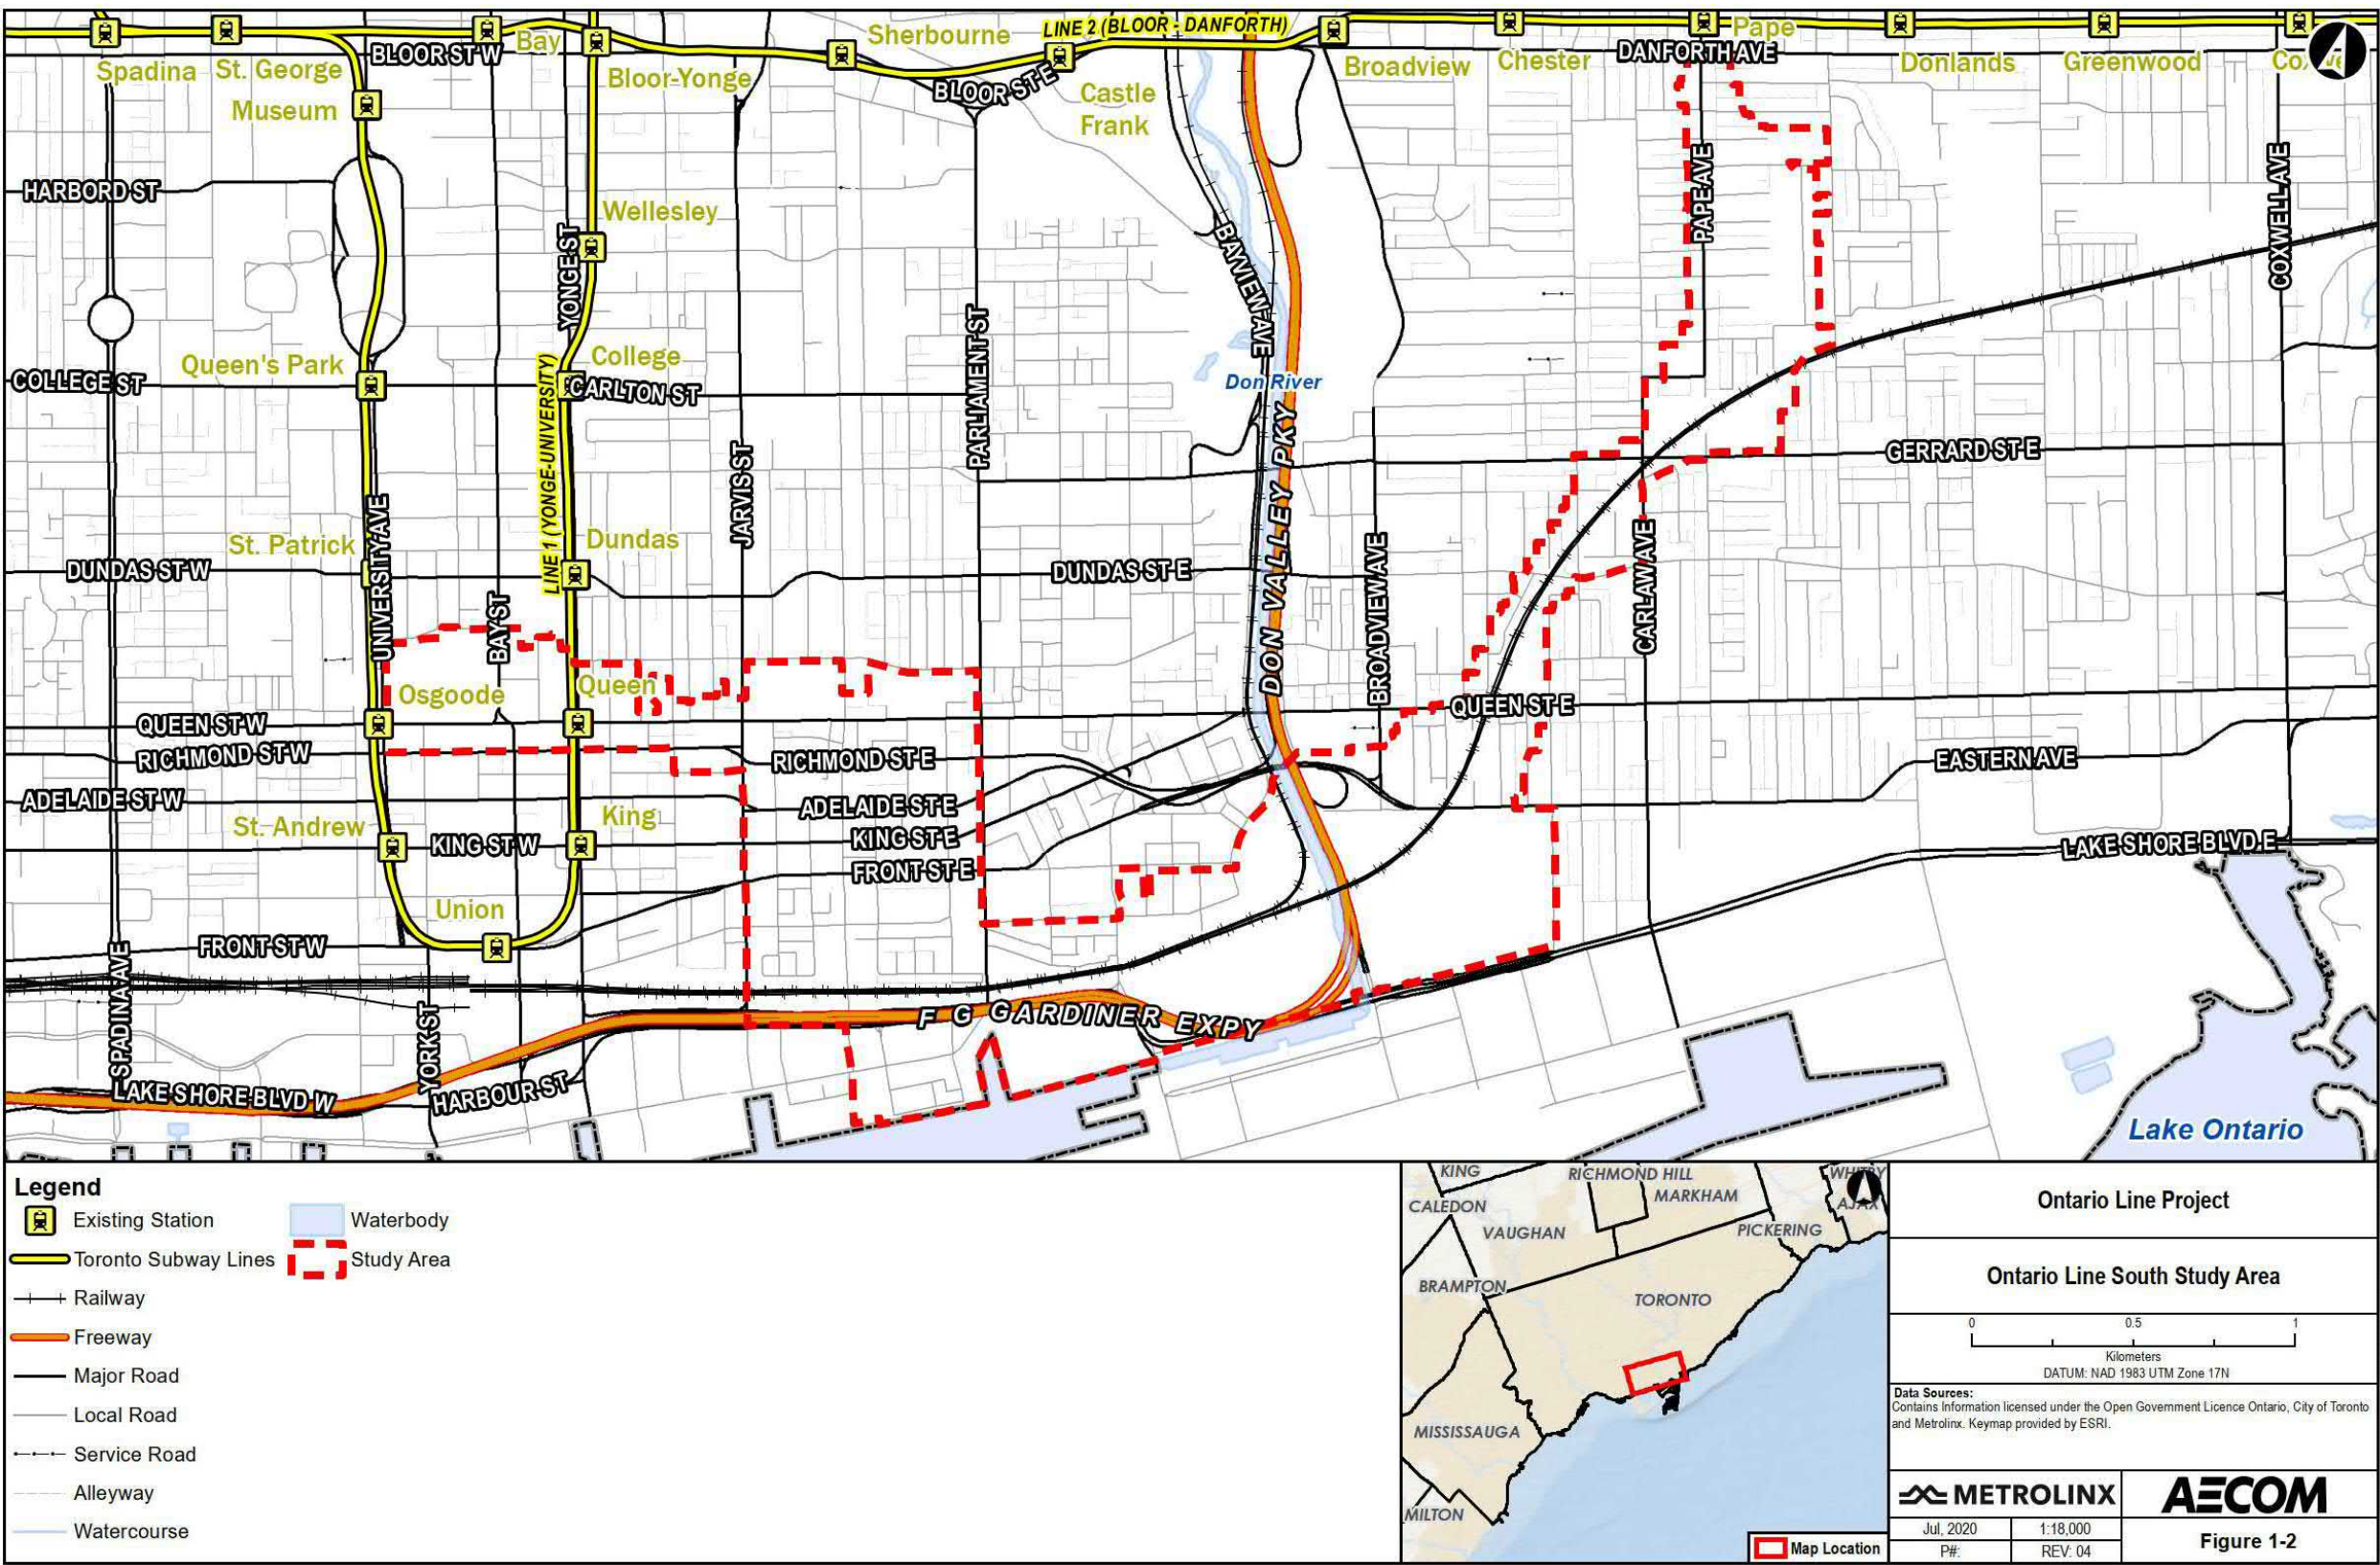 LINE 2 (BLOOR - DANFORTH)
Spadina
St. George
BLOOR ST W
Bay
Bloor-Yonge
Sherbourne
BLOOR ST E
Castle
Frank
Broadview
Chester
DANFORTH AVE
Pape
Donlands
Greenwood
Museum
HARBORD ST
Wellesley
YONGE ST
BAYVIEW AVE
PAPE AVE
COXWELL AVE
Queen's Park
COLLEGE ST
College
CARLTON ST
LINE 1 (YONGE-UNIVERSITY)
PARLIAMENT ST
Don River
JARVIS ST
DON VALLEY PKY
GERRARD ST E
UNIVERSITY AVE
St. Patrick
Dundas
DUNDAS ST W
DUNDAS ST E
BAY ST
BROADVIEW AVE
CARLAW AVE
Osgoode
Queen
QUEEN ST W
QUEEN ST E
RICHMOND ST W
RICHMOND ST E
EASTERN AVE
ADELAIDE ST W
ADELAIDE ST E
St. Andrew
King
KING ST W
KING ST E
FRONT ST E
LAKE SHORE BLVD E
Union
FRONT ST W
SPADINA AVE
YORK ST
F G GARDINER EXPY
LAKE SHORE BLVD W
HARBOUR ST
Lake Ontario
Legend
Existing Station
Toronto Subway Lines
Railway
Freeway
Major Road
Local Road
Service Road
Alleyway
Watercourse
Waterbody
Study Area
KING
RICHMOND HILL
WHITBY
CALEDON
MARKHAM
AJAX
VAUGHAN
PICKERING
BRAMPTON
TORONTO
MISSISSAUGA
MILTON
Map Location
Ontario Line Project
Ontario Line South Study Area
0 0.5 1
Kilometers
DATUM: NAD 1983 UTM Zone 17N
Data Sources:
Contains Information licensed under the Open Government Licence Ontario, City of Toronto
and Metrolinx. Keymap provided by ESRI.
METROLINX
AECOM
Jul, 2020
1:18,000
P#:
REV: 04
Figure 1-2